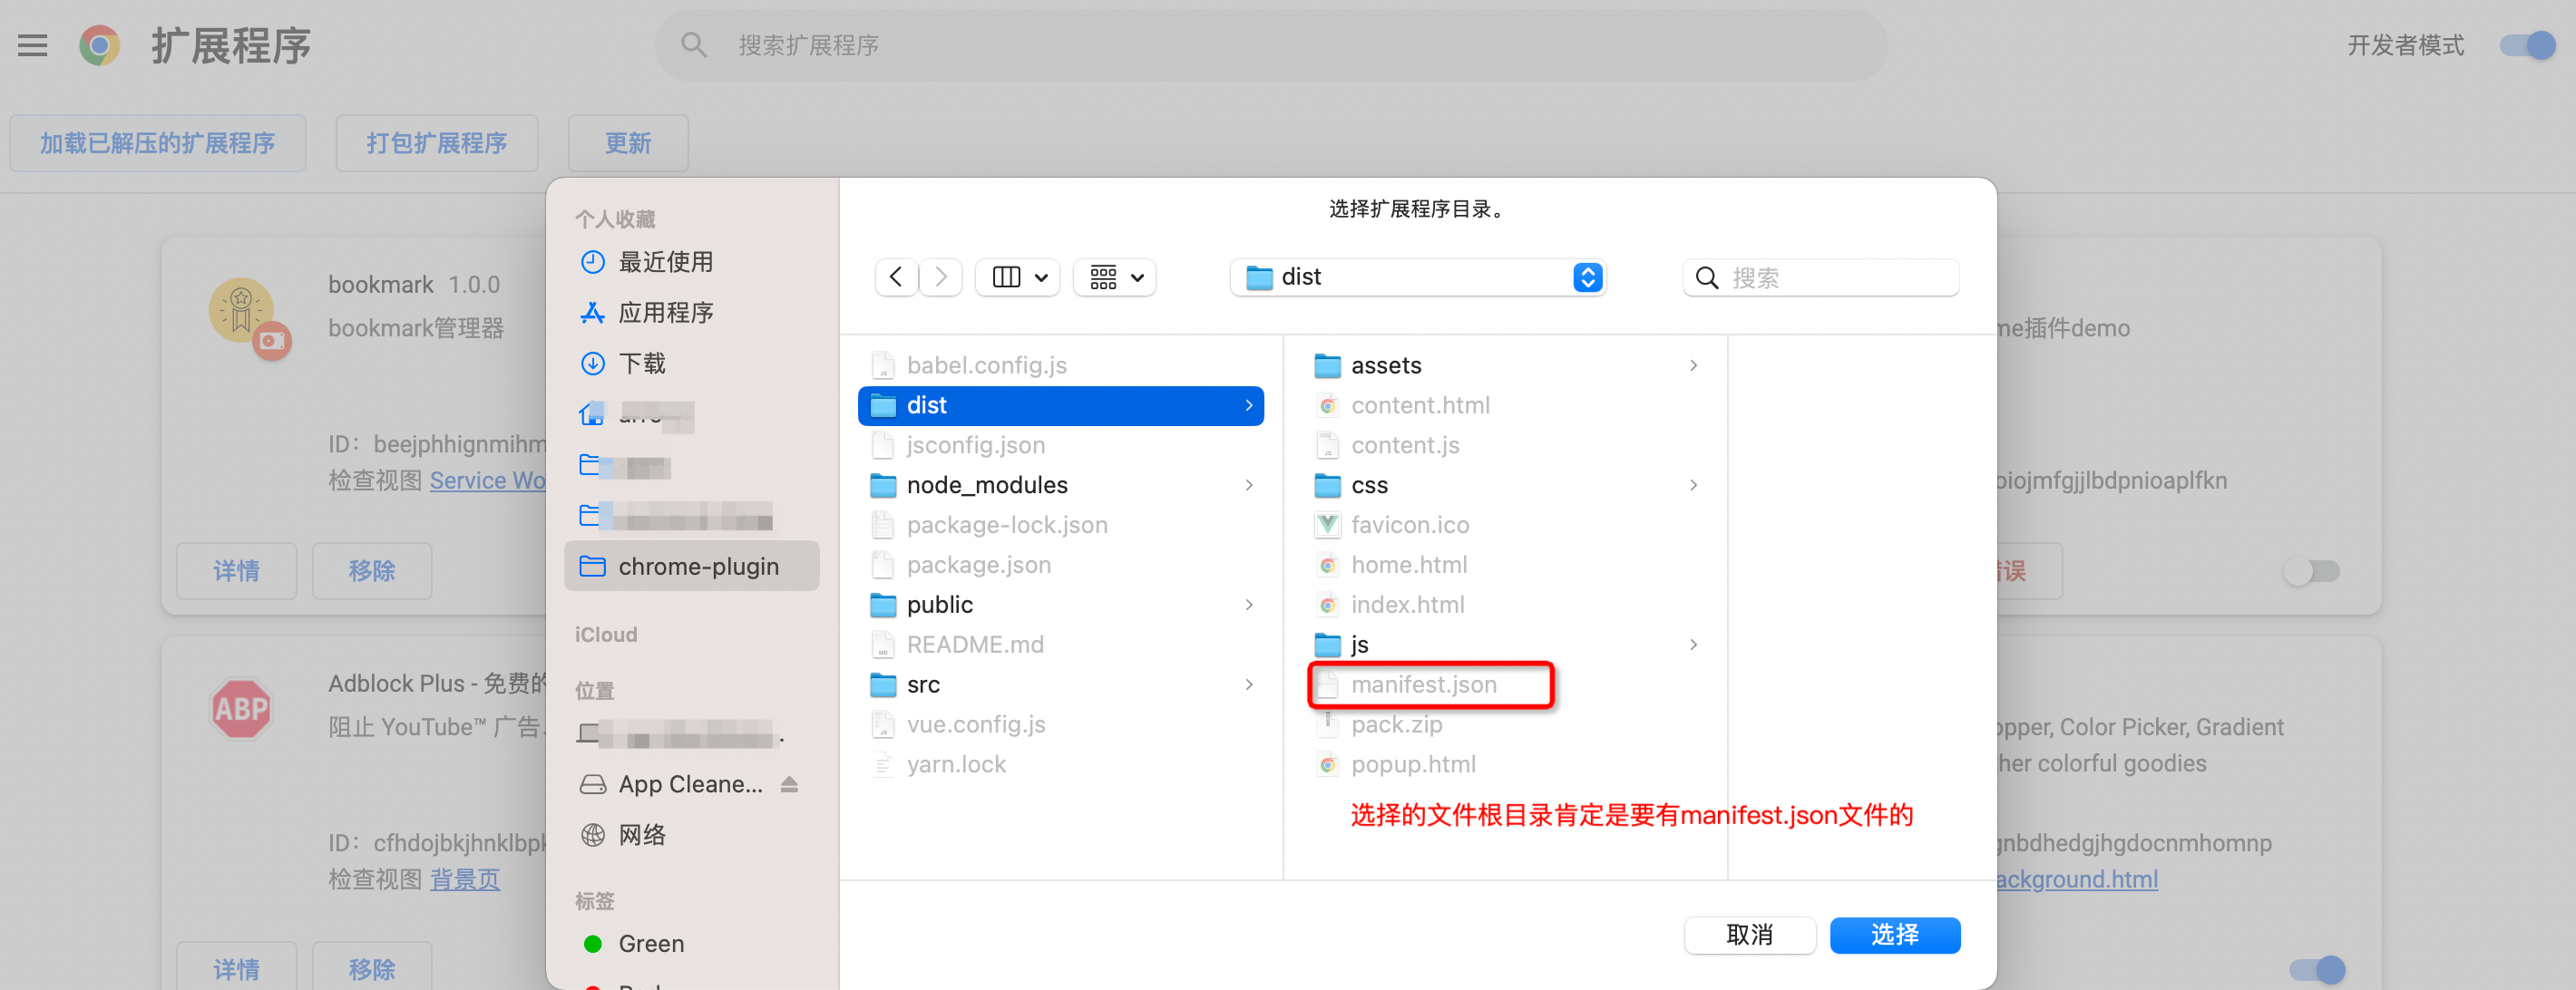 扩展程序
搜索扩展程序
开发者模式
加载已解压的扩展程序
打包扩展程序
更新
bookmark 1.0.0
bookmark管理器
ID： beejphhignmihm
检查视图 Service Wo
详情
移除
ABP
Adblock Plus - 免费的
阻止 YouTube™ 广告
ID： cfhdojbkjhnklbpk
检查视图 背景页
详情
移除
个人收藏
最近使用
应用程序
下载
chrome-plugin
iCloud
位置
App Cleane...
网络
标签
Green
选择扩展程序目录。
dist
搜索
babel.config.js
dist
jsconfig.json
node_modules
package-lock.json
package.json
public
README.md
src
vue.config.js
yarn.lock
assets
content.html
content.js
css
favicon.ico
home.html
index.html
js
manifest.json
pack.zip
popup.html
选择的文件根目录肯定是要有manifest.json文件的
取消
选择
me插件demo
oiojmfgjjlbdpnioaplfkn
错误
opper, Color Picker, Gradient
her colorful goodies
gnbdhedgjhgdocnmhomnp
ackground.html